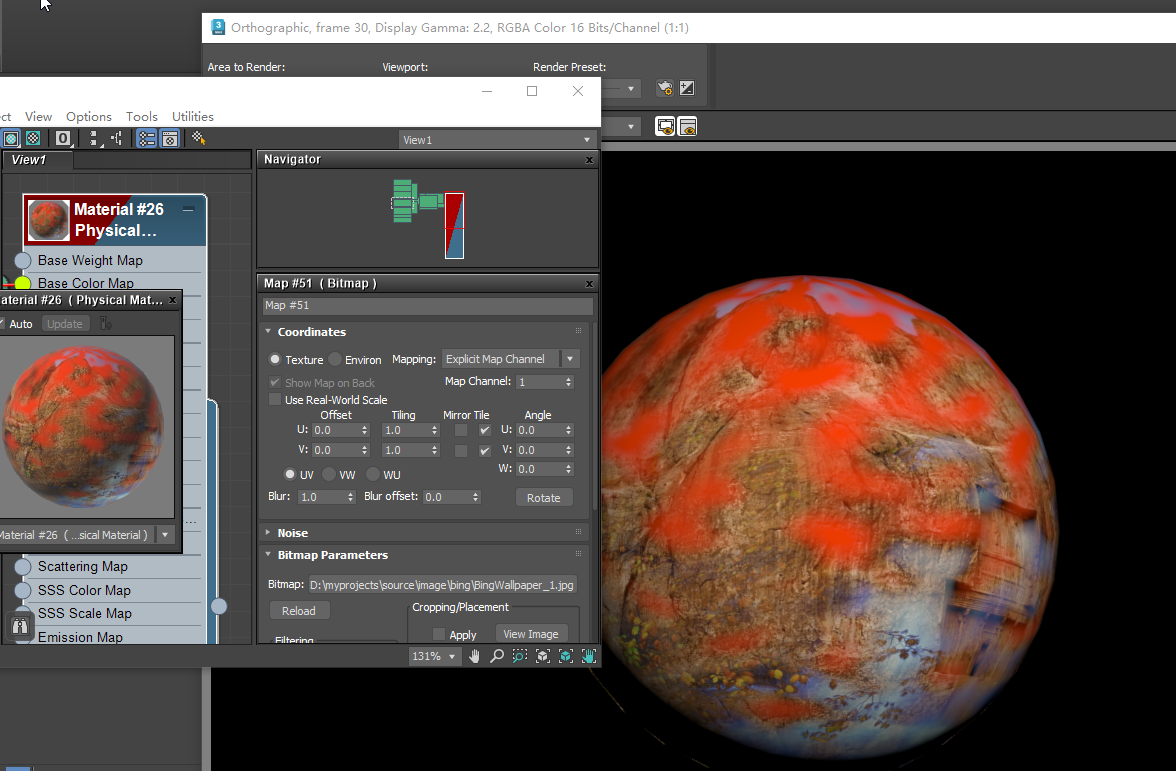 Orthographic, frame 30, Display Gamma: 2.2, RGBA Color 16 Bits/Channel (1:1)
Area to Render:
Viewport:
Render Preset:
ct View Options Tools Utilities
View1
View1
Navigator
Material #26
Physical...
Base Weight Map
Base Color Map
aterial #26 ( Physical Mat...
Auto
Update
Material #26 ( ...sical Material )
...
Scattering Map
SSS Color Map
SSS Scale Map
Emission Map
Map #51 ( Bitmap )
Map #51
Coordinates
Texture Environ Mapping: Explicit Map Channel
Show Map on Back Map Channel: 1
Use Real-World Scale
Offset Tiling Mirror Tile Angle
U: 0.0 1.0 U: 0.0
V: 0.0 1.0 V: 0.0
W: 0.0
UV VW WU
Blur: 1.0 Blur offset: 0.0 Rotate
Noise
Bitmap Parameters
Bitmap: D:\myprojects\source\image\bing\BingWallpaper_1.jpg
Reload
Cropping/Placement
Apply View Image
Filtering
131%